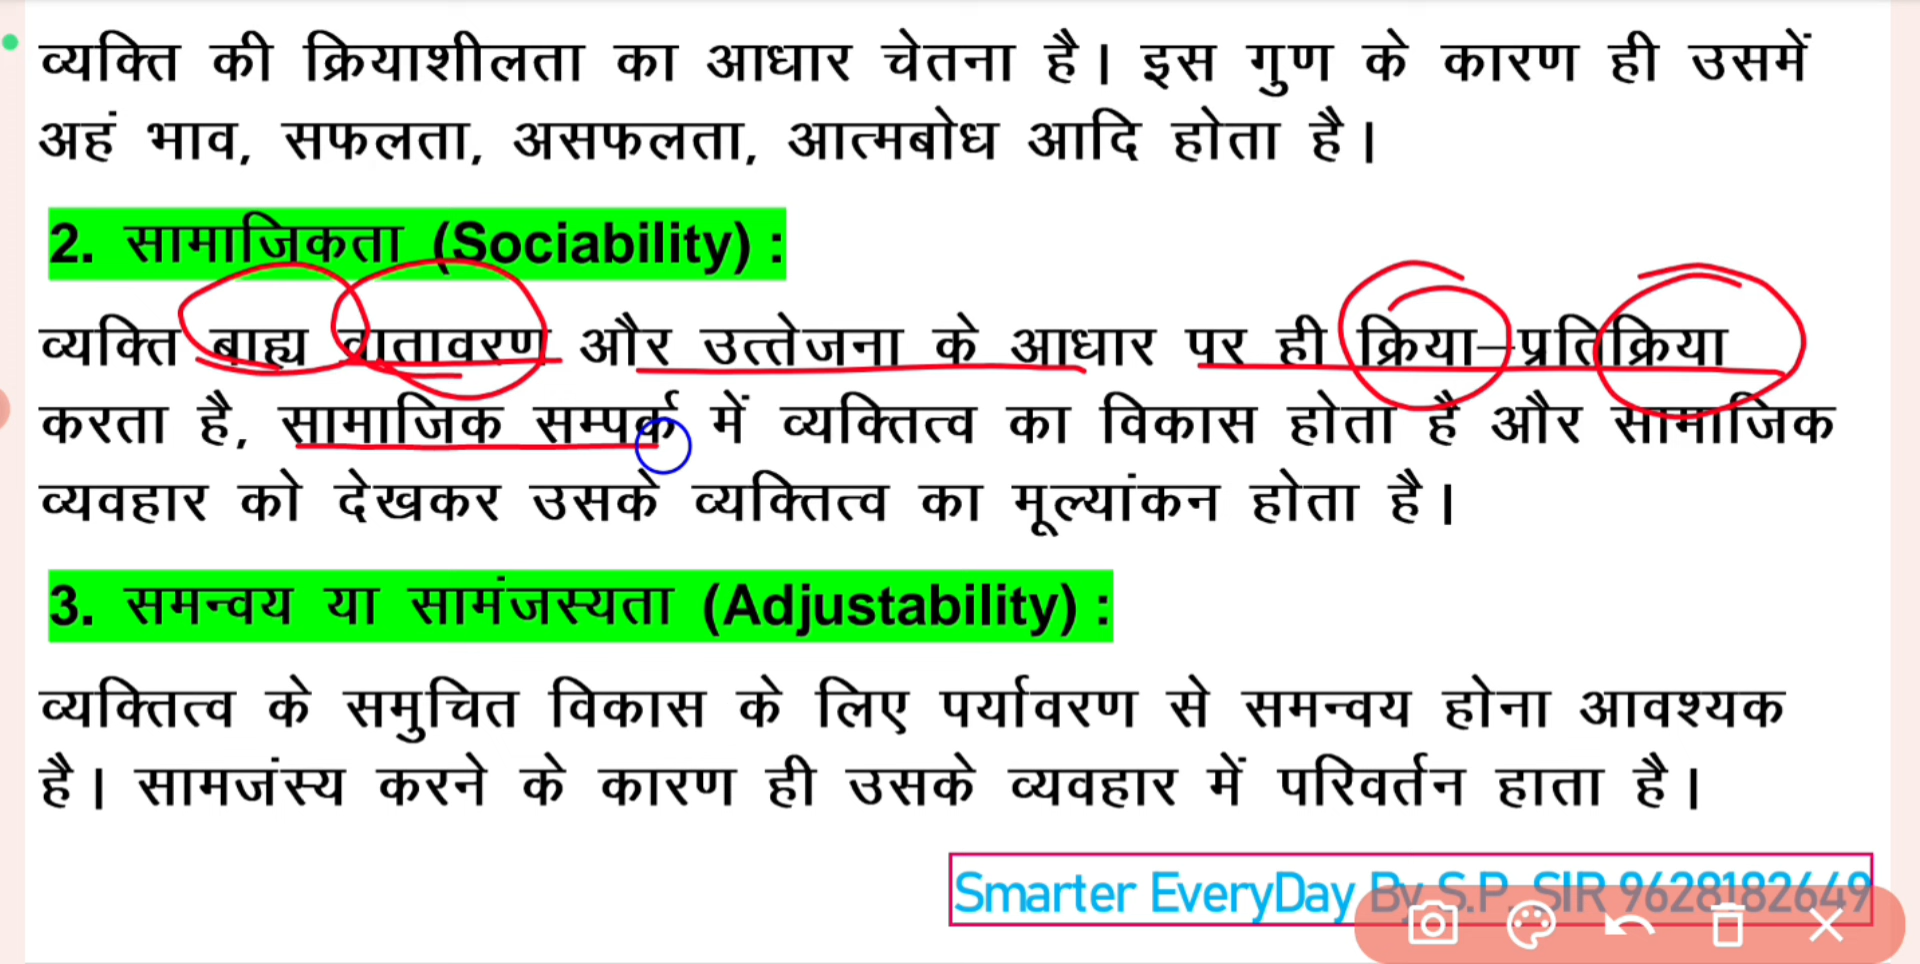 व्यक्ति की क्रियाशीलता का आधार चेतना है। इस गुण के कारण ही उसमें
अहं भाव, सफलता, असफलता, आत्मबोध आदि होता है।
2. सामाजिकता (Sociability) :
व्यक्ति बाह्य वातावरण और उत्तेजना के आधार पर ही क्रिया–प्रतिक्रिया
करता है, सामाजिक सम्पर्क में व्यक्तित्व का विकास होता है और सामाजिक
व्यवहार को देखकर उसके व्यक्तित्व का मूल्यांकन होता है।
3. समन्वय या सामंजस्यता (Adjustability) :
व्यक्तित्व के समुचित विकास के लिए पर्यावरण से समन्वय होना आवश्यक
है। सामजंस्य करने के कारण ही उसके व्यवहार में परिवर्तन हाता है।
Smarter EveryDay By S.P. SIR 9628182649